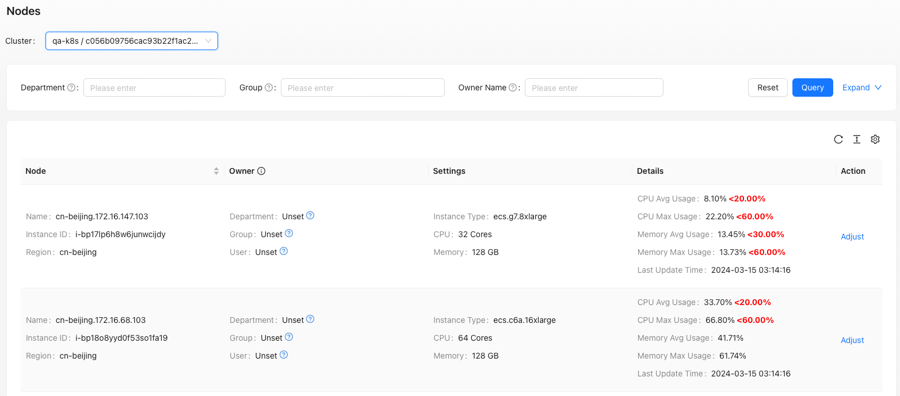 Nodes
Cluster: qa-k8s / c056b09756cac93b22f1ac2...
Department : Please enter Group : Please enter Owner Name : Please enter Reset Query Expand
Node Owner Settings Details Action
CPU Avg Usage: 8.10% <20.00%
Name: cn-beijing.172.16.147.103 Department: Unset Instance Type: ecs.g7.8xlarge CPU Max Usage: 22.20% <60.00%
Instance ID: i-bp17lp6h8w6junwcijdy Group: Unset CPU: 32 Cores Memory Avg Usage: 13.45% <30.00% Adjust
Region: cn-beijing User: Unset Memory: 128 GB Memory Max Usage: 13.73% <60.00%
Last Update Time: 2024-03-15 03:14:16
CPU Avg Usage: 33.70% <20.00%
Name: cn-beijing.172.16.68.103 Department: Unset Instance Type: ecs.c6a.16xlarge CPU Max Usage: 66.80% <60.00%
Instance ID: i-bp18o8yyd0f53so1fa19 Group: Unset CPU: 64 Cores Memory Avg Usage: 41.71% Adjust
Region: cn-beijing User: Unset Memory: 128 GB Memory Max Usage: 61.74%
Last Update Time: 2024-03-15 03:14:16